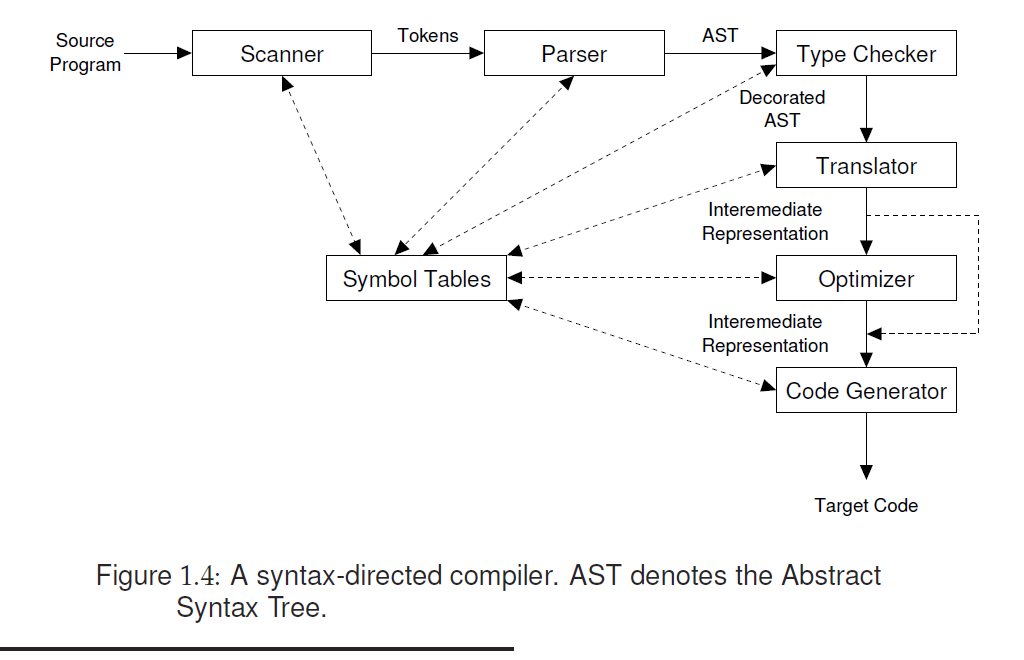 Source
Program
Scanner
Tokens
Parser
AST
Type Checker
Decorated
AST
Translator
Interemediate
Representation
Symbol Tables
Optimizer
Interemediate
Representation
Code Generator
Target Code
Figure 1.4: A syntax-directed compiler. AST denotes the Abstract
Syntax Tree.